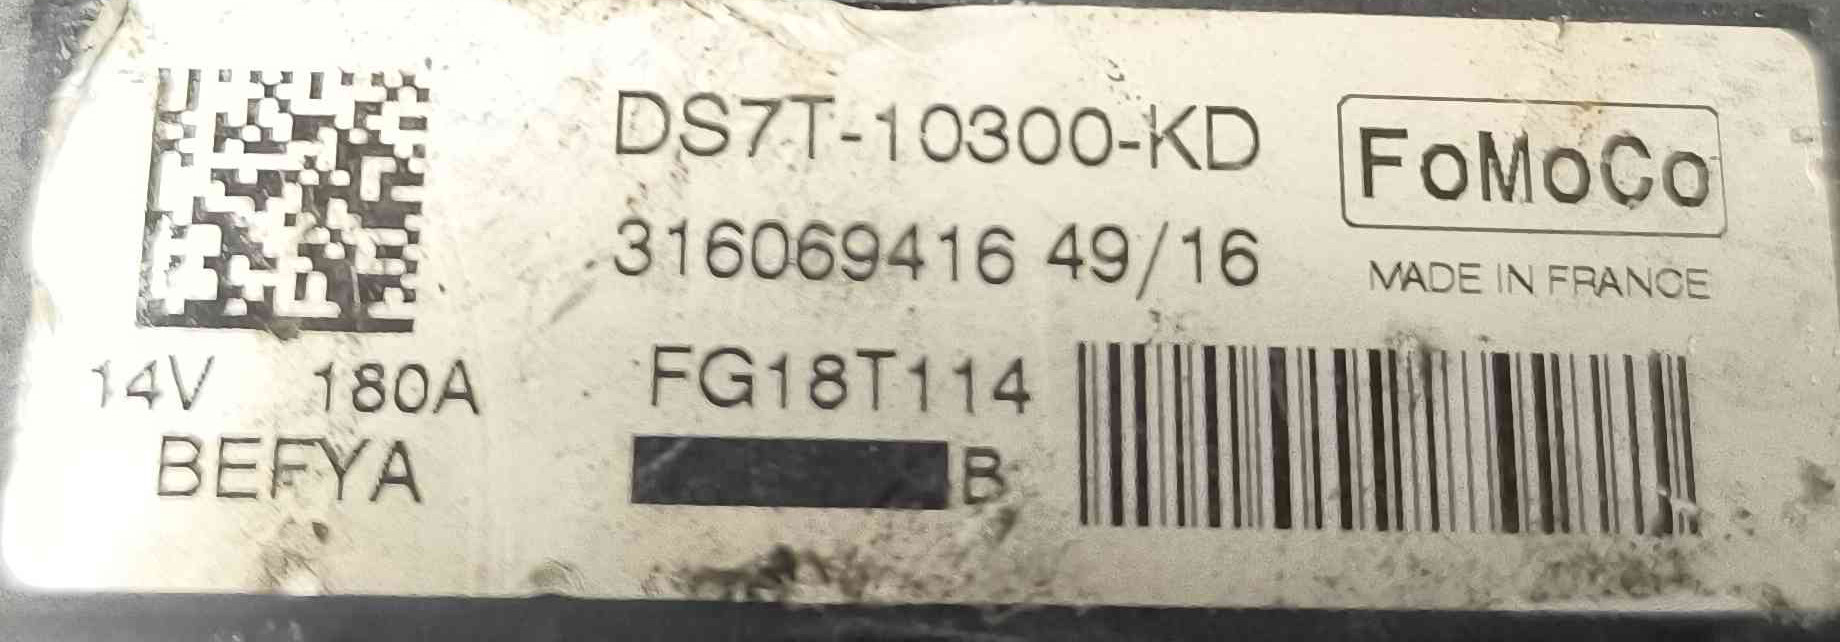 DS7T-10300-KD
FoMoCo
316069416 49/16
MADE IN FRANCE
14V 180A
FG18T114
BEFYA
B